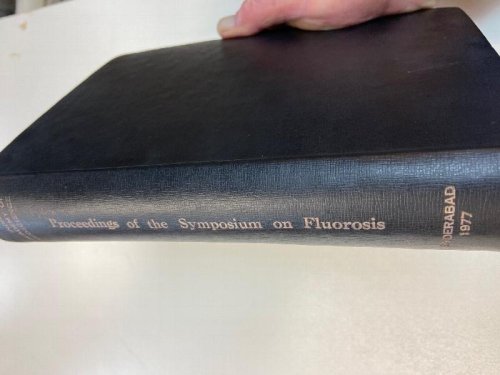 Proceedings of the Symposium on Fluorosis
HYDERABAD
1977